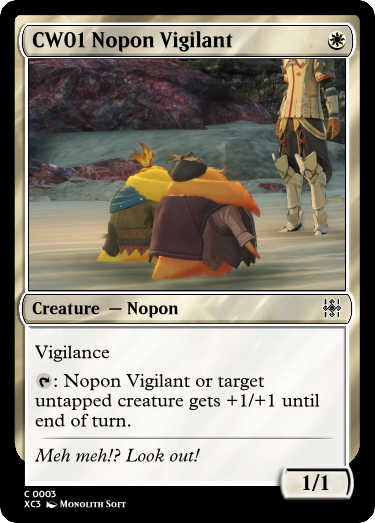 CW01 Nopon Vigilant
Creature — Nopon
Vigilance
: Nopon Vigilant or target
untapped creature gets +1/+1 until
end of turn.
Meh meh!? Look out!
1/1
C 0003
XC3 Monolith Soft